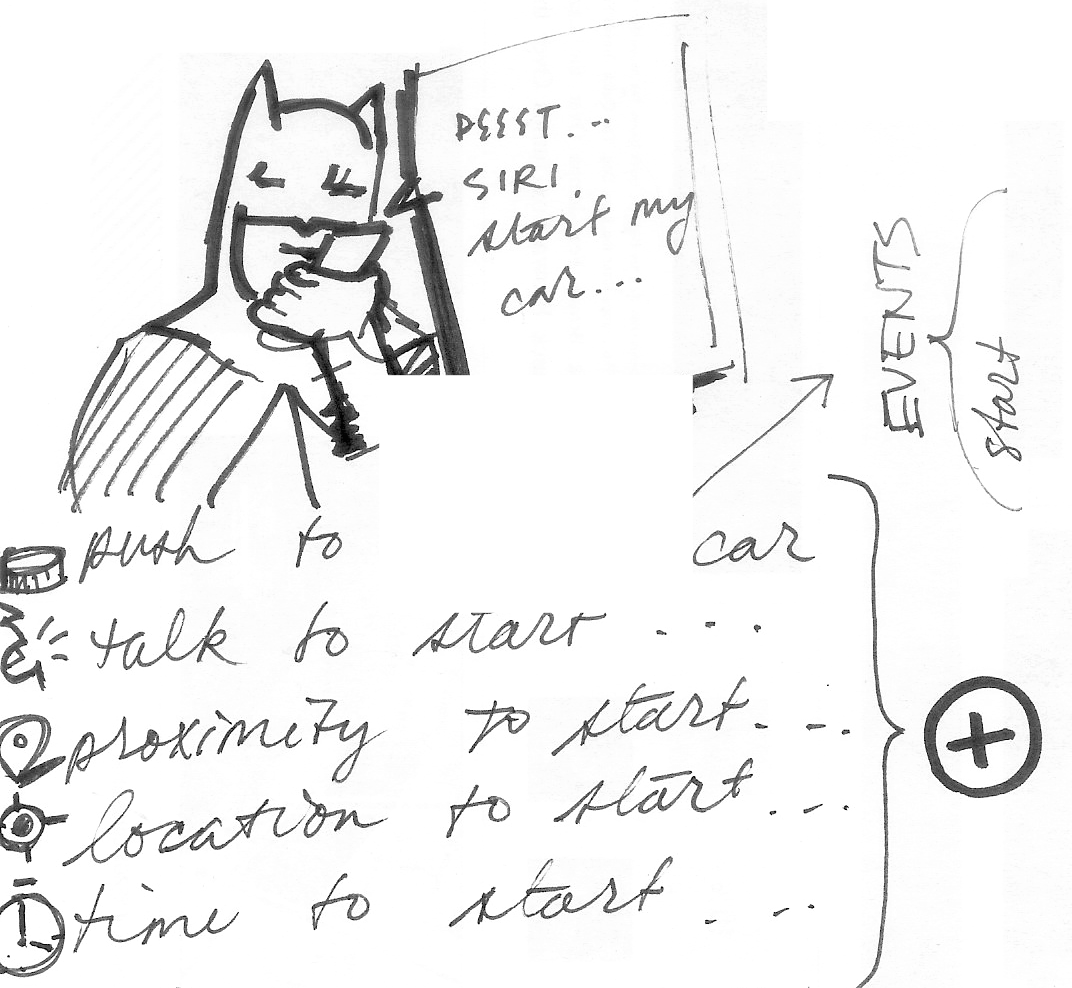 PSSST...
SIRI.
start my
car...
EVENTS
start
push to car
talk to start ...
proximity to start...
location to start...
time to start ...